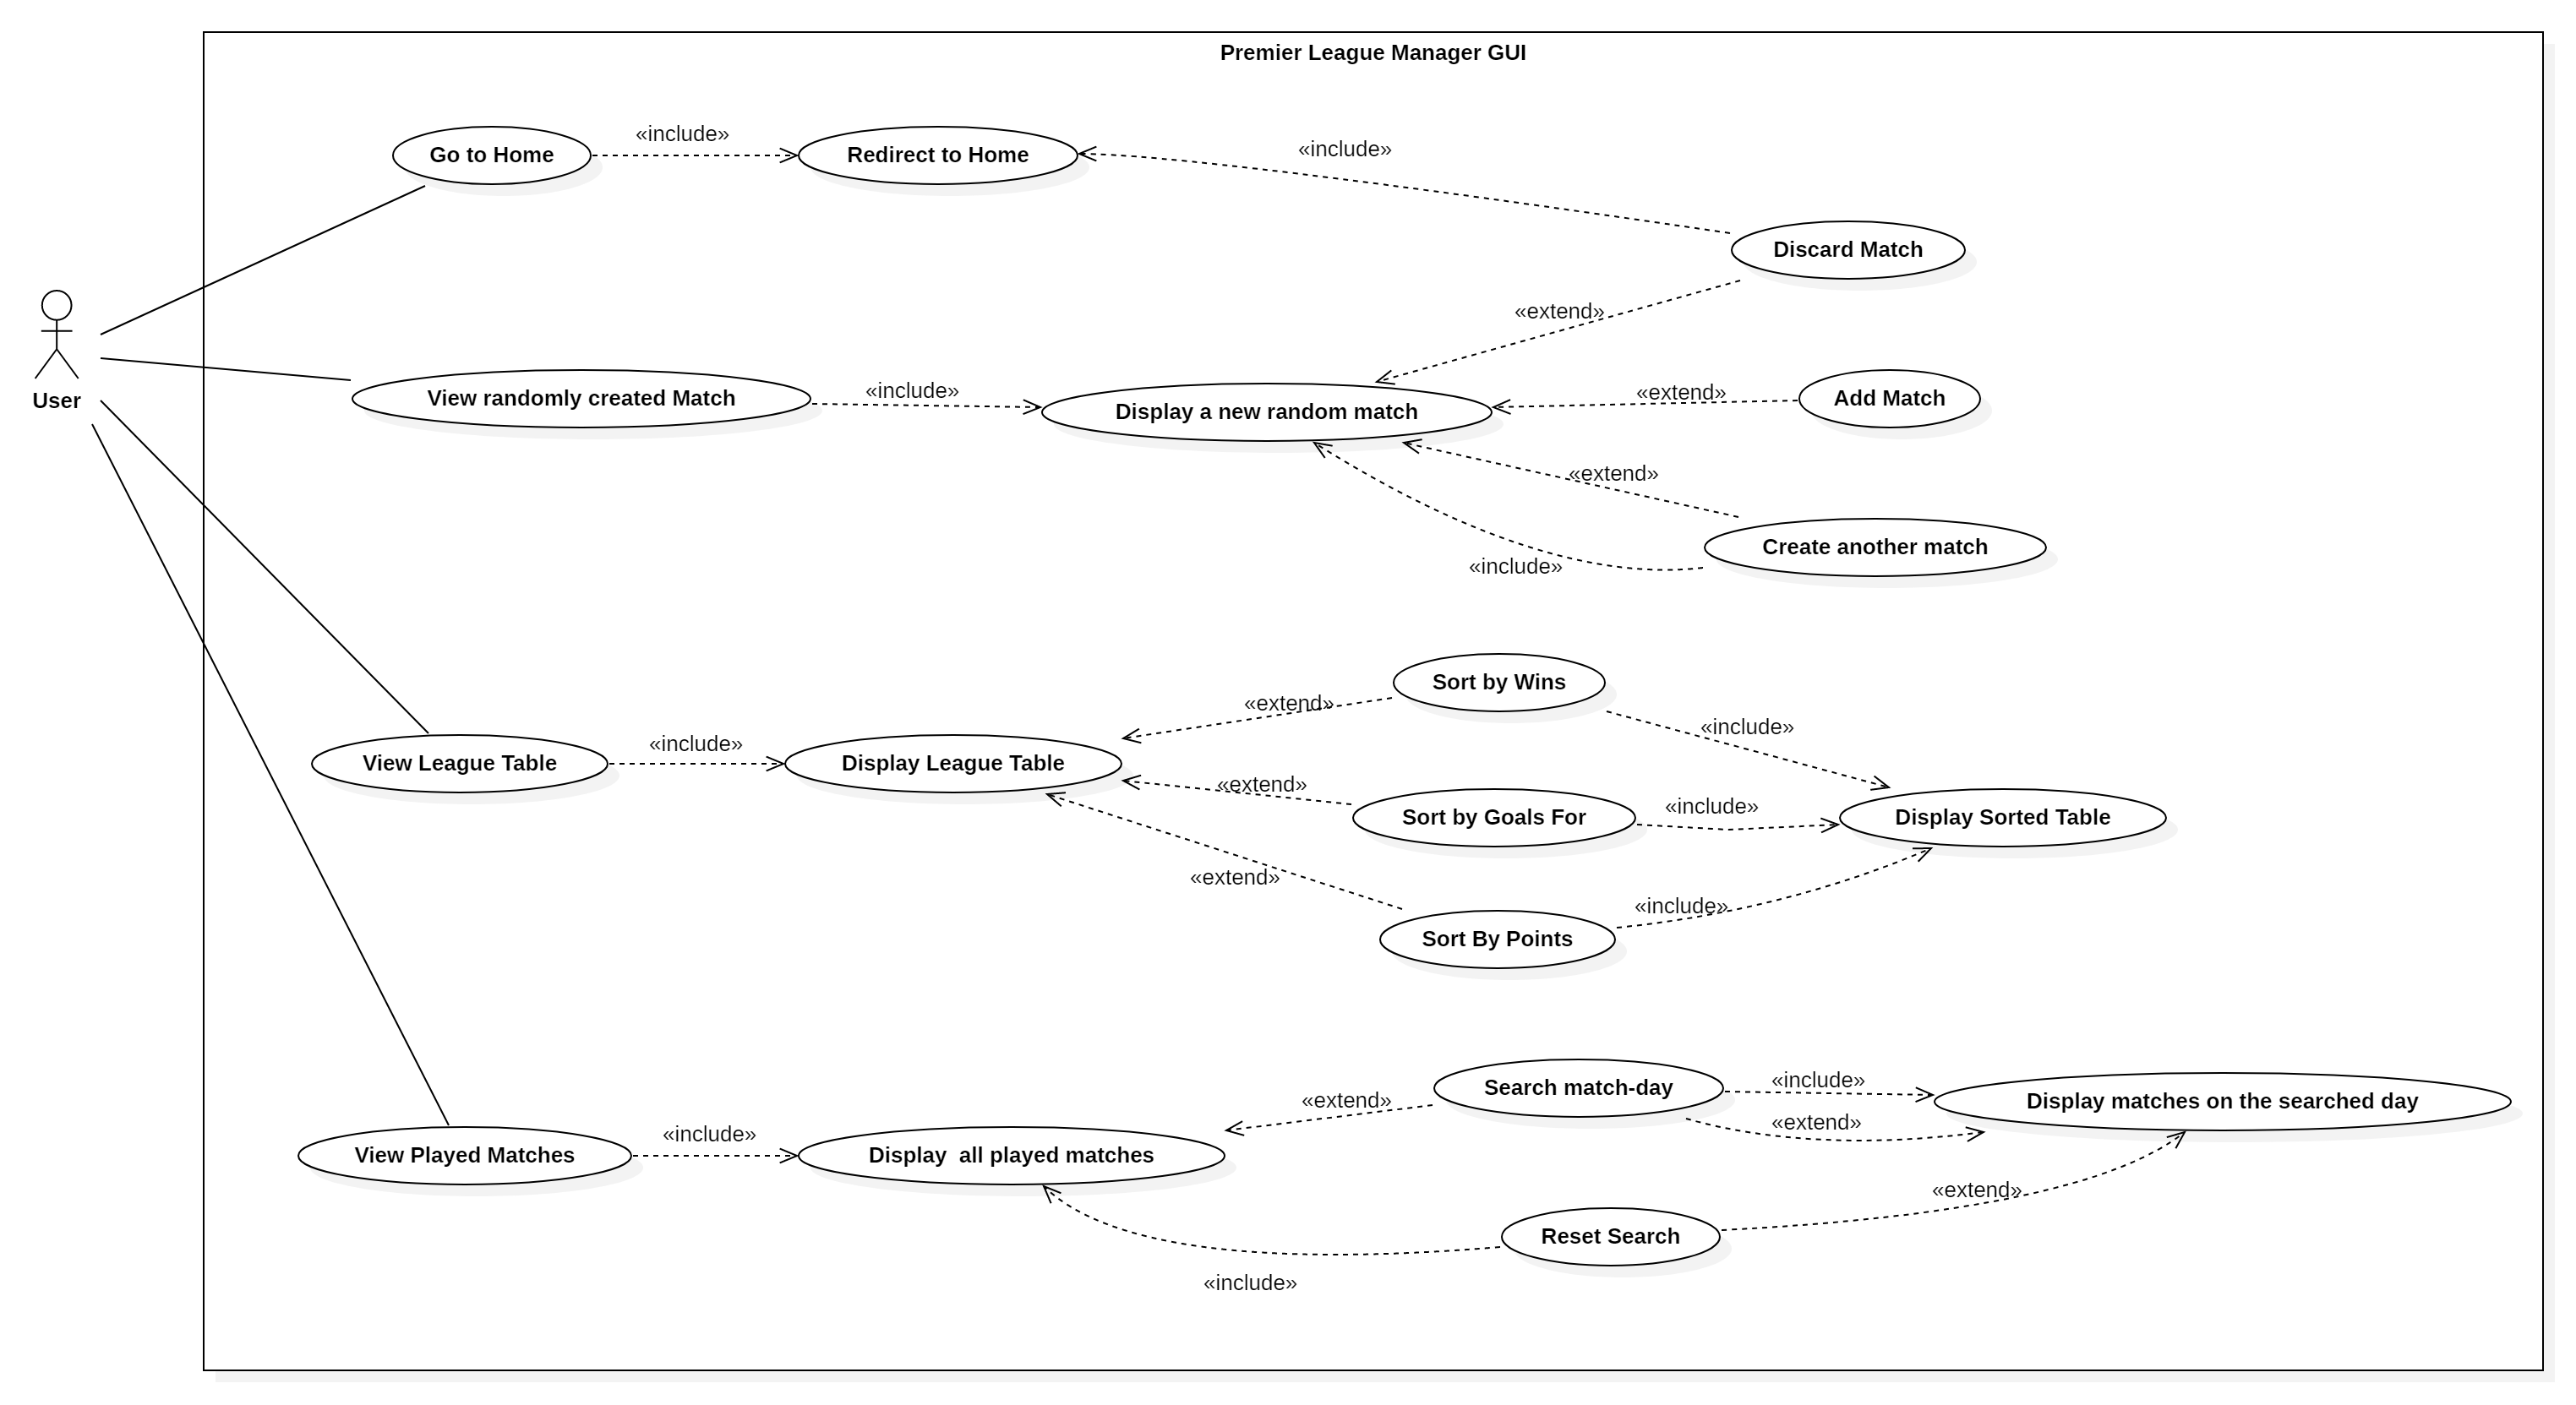 Premier League Manager GUI
«include»
«include»
Go to Home
Redirect to Home
Discard Match
«extend»
User
View randomly created Match
«include»
Display a new random match
«extend»
Add Match
«extend»
Create another match
«include»
Sort by Wins
«extend»
«include»
View League Table
«include»
Display League Table
«extend»
Sort by Goals For
«include»
Display Sorted Table
«extend»
«include»
Sort By Points
Search match-day
«include»
Display matches on the searched day
«extend»
«extend»
View Played Matches
«include»
Display  all played matches
«extend»
Reset Search
«include»